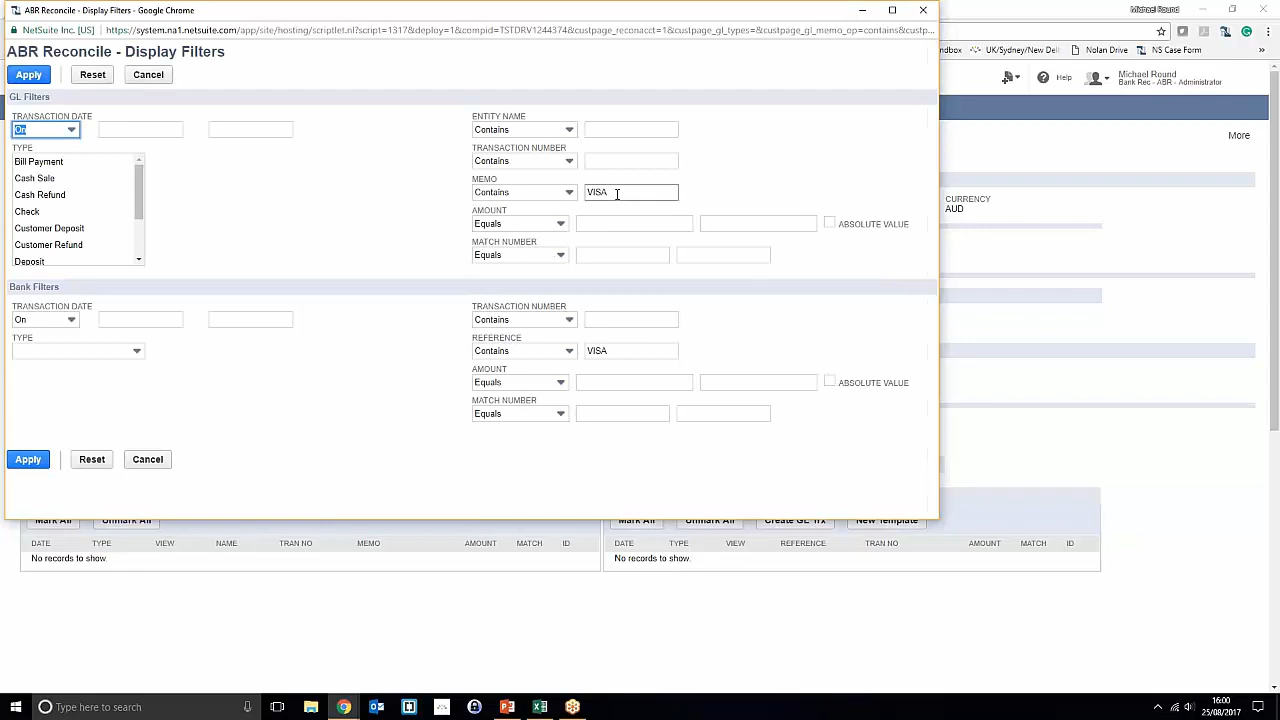 ABR Reconcile - Display Filters - Google Chrome
Michael Round
NetSuite Inc. [US] https://system.na1.netsuite.com/app/site/hosting/scriptlet.nl?script=1317&deploy=1&compid=TSTDRV1244374&custpage_reconacct=1&custpage_gl_types=&custpage_gl_memo_op=contains&custp...
ABR Reconcile - Display Filters
ndbox UK/Sydney/New Delh Nolan Drive NS Case Form »
Apply Reset Cancel
Help Michael Round
Bank Rec - ABR - Administrator
GL Filters
TRANSACTION DATE
On
TYPE
Bill Payment
Cash Sale
Cash Refund
Check
Customer Deposit
Customer Refund
Deposit
ENTITY NAME
Contains
TRANSACTION NUMBER
Contains
MEMO
Contains VISA
AMOUNT
Equals ABSOLUTE VALUE
MATCH NUMBER
Equals
More
CURRENCY
AUD
Bank Filters
TRANSACTION DATE
On
TYPE
TRANSACTION NUMBER
Contains
REFERENCE
Contains VISA
AMOUNT
Equals ABSOLUTE VALUE
MATCH NUMBER
Equals
Apply Reset Cancel
Mark All Unmark All Mark All Unmark All Create GL Trx New Template
DATE TYPE VIEW NAME TRAN NO MEMO AMOUNT MATCH ID DATE TYPE VIEW REFERENCE TRAN NO AMOUNT MATCH ID
No records to show. No records to show.
Type here to search
16:00
25/08/2017